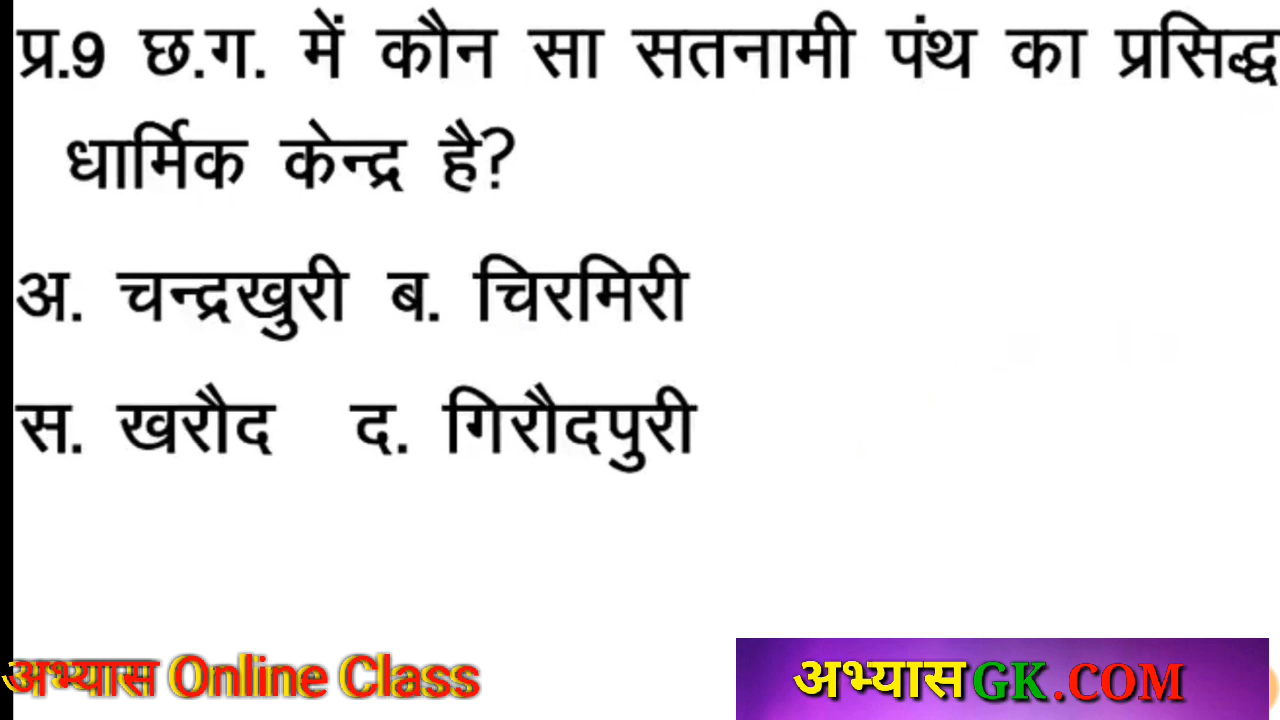 प्र.9 छ.ग. में कौन सा सतनामी पंथ का प्रसिद्ध
धार्मिक केन्द्र है?
अ. चन्द्रखुरी ब. चिरमिरी
स. खरौद द. गिरौदपुरी
अभ्यास Online Class
अभ्यासGK.COM